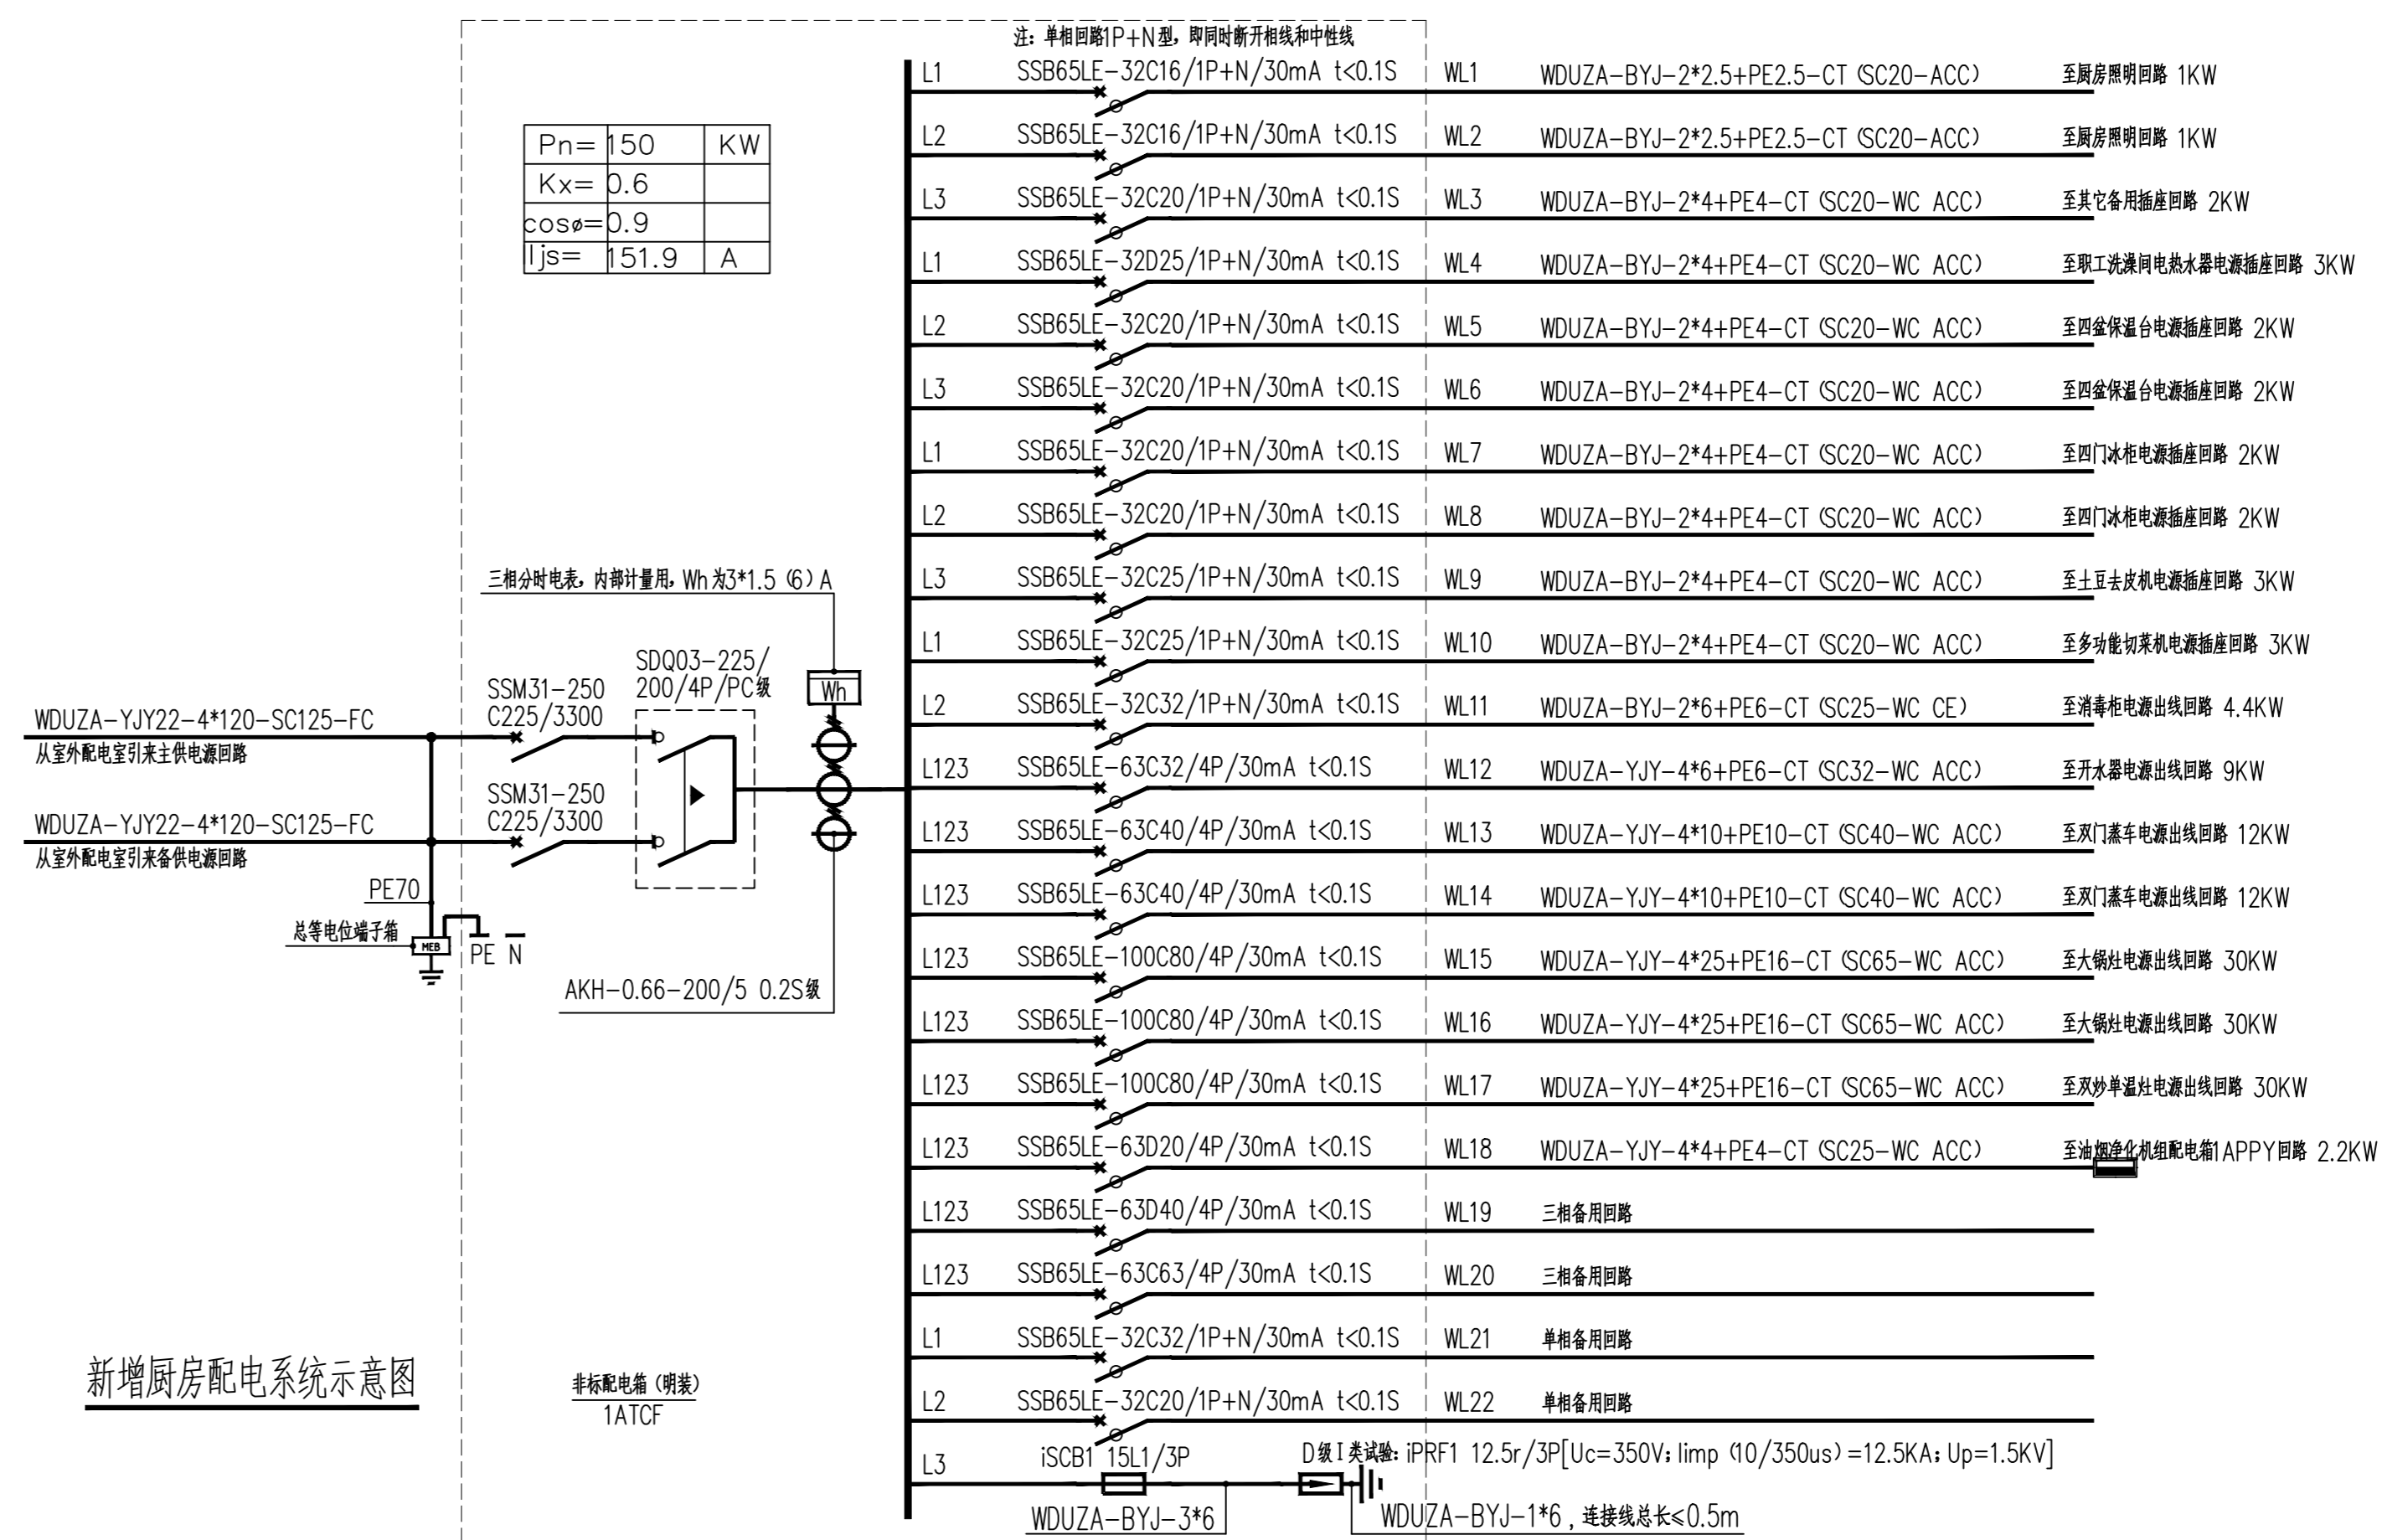 注: 单相回路1P+N型, 即同时断开相线和中性线
Pn= 150 KW
Kx= 0.6
cosø= 0.9
Ijs= 151.9 A
L1 SSB65LE-32C16/1P+N/30mA t<0.1S WL1 WDUZA-BYJ-2*2.5+PE2.5-CT (SC20-ACC) 至厨房照明回路 1KW
L2 SSB65LE-32C16/1P+N/30mA t<0.1S WL2 WDUZA-BYJ-2*2.5+PE2.5-CT (SC20-ACC) 至厨房照明回路 1KW
L3 SSB65LE-32C20/1P+N/30mA t<0.1S WL3 WDUZA-BYJ-2*4+PE4-CT (SC20-WC ACC) 至其它备用插座回路 2KW
L1 SSB65LE-32D25/1P+N/30mA t<0.1S WL4 WDUZA-BYJ-2*4+PE4-CT (SC20-WC ACC) 至职工洗澡间电热水器电源插座回路 3KW
L2 SSB65LE-32C20/1P+N/30mA t<0.1S WL5 WDUZA-BYJ-2*4+PE4-CT (SC20-WC ACC) 至四盆保温台电源插座回路 2KW
L3 SSB65LE-32C20/1P+N/30mA t<0.1S WL6 WDUZA-BYJ-2*4+PE4-CT (SC20-WC ACC) 至四盆保温台电源插座回路 2KW
L1 SSB65LE-32C20/1P+N/30mA t<0.1S WL7 WDUZA-BYJ-2*4+PE4-CT (SC20-WC ACC) 至四门冰柜电源插座回路 2KW
L2 SSB65LE-32C20/1P+N/30mA t<0.1S WL8 WDUZA-BYJ-2*4+PE4-CT (SC20-WC ACC) 至四门冰柜电源插座回路 2KW
L3 SSB65LE-32C25/1P+N/30mA t<0.1S WL9 WDUZA-BYJ-2*4+PE4-CT (SC20-WC ACC) 至土豆去皮机电源插座回路 3KW
L1 SSB65LE-32C25/1P+N/30mA t<0.1S WL10 WDUZA-BYJ-2*4+PE4-CT (SC20-WC ACC) 至多功能切菜机电源插座回路 3KW
L2 SSB65LE-32C32/1P+N/30mA t<0.1S WL11 WDUZA-BYJ-2*6+PE6-CT (SC25-WC CE) 至消毒柜电源出线回路 4.4KW
L123 SSB65LE-63C32/4P/30mA t<0.1S WL12 WDUZA-YJY-4*6+PE6-CT (SC32-WC ACC) 至开水器电源出线回路 9KW
L123 SSB65LE-63C40/4P/30mA t<0.1S WL13 WDUZA-YJY-4*10+PE10-CT (SC40-WC ACC) 至双门蒸车电源出线回路 12KW
L123 SSB65LE-63C40/4P/30mA t<0.1S WL14 WDUZA-YJY-4*10+PE10-CT (SC40-WC ACC) 至双门蒸车电源出线回路 12KW
L123 SSB65LE-100C80/4P/30mA t<0.1S WL15 WDUZA-YJY-4*25+PE16-CT (SC65-WC ACC) 至大锅灶电源出线回路 30KW
L123 SSB65LE-100C80/4P/30mA t<0.1S WL16 WDUZA-YJY-4*25+PE16-CT (SC65-WC ACC) 至大锅灶电源出线回路 30KW
L123 SSB65LE-100C80/4P/30mA t<0.1S WL17 WDUZA-YJY-4*25+PE16-CT (SC65-WC ACC) 至双炒单温灶电源出线回路 30KW
L123 SSB65LE-63D20/4P/30mA t<0.1S WL18 WDUZA-YJY-4*4+PE4-CT (SC25-WC ACC) 至油烟净化机组配电箱1APPY回路 2.2KW
L123 SSB65LE-63D40/4P/30mA t<0.1S WL19 三相备用回路
L123 SSB65LE-63C63/4P/30mA t<0.1S WL20 三相备用回路
L1 SSB65LE-32C32/1P+N/30mA t<0.1S WL21 单相备用回路
L2 SSB65LE-32C20/1P+N/30mA t<0.1S WL22 单相备用回路
L3 iSCB1 15L1/3P D级I类试验: iPRF1 12.5r/3P[Uc=350V; Iimp (10/350us) =12.5KA; Up=1.5KV]
WDUZA-BYJ-3*6 WDUZA-BYJ-1*6 , 连接线总长≤0.5m
三相分时电表, 内部计量用, Wh 为3*1.5 (6) A
Wh
SDQ03-225/
200/4P/PC级
SSM31-250
C225/3300
WDUZA-YJY22-4*120-SC125-FC
从室外配电室引来主供电源回路
SSM31-250
C225/3300
WDUZA-YJY22-4*120-SC125-FC
从室外配电室引来备供电源回路
PE70
总等电位端子箱
MEB
PE N
AKH-0.66-200/5 0.2S级
新增厨房配电系统示意图
非标配电箱 (明装)
1ATCF